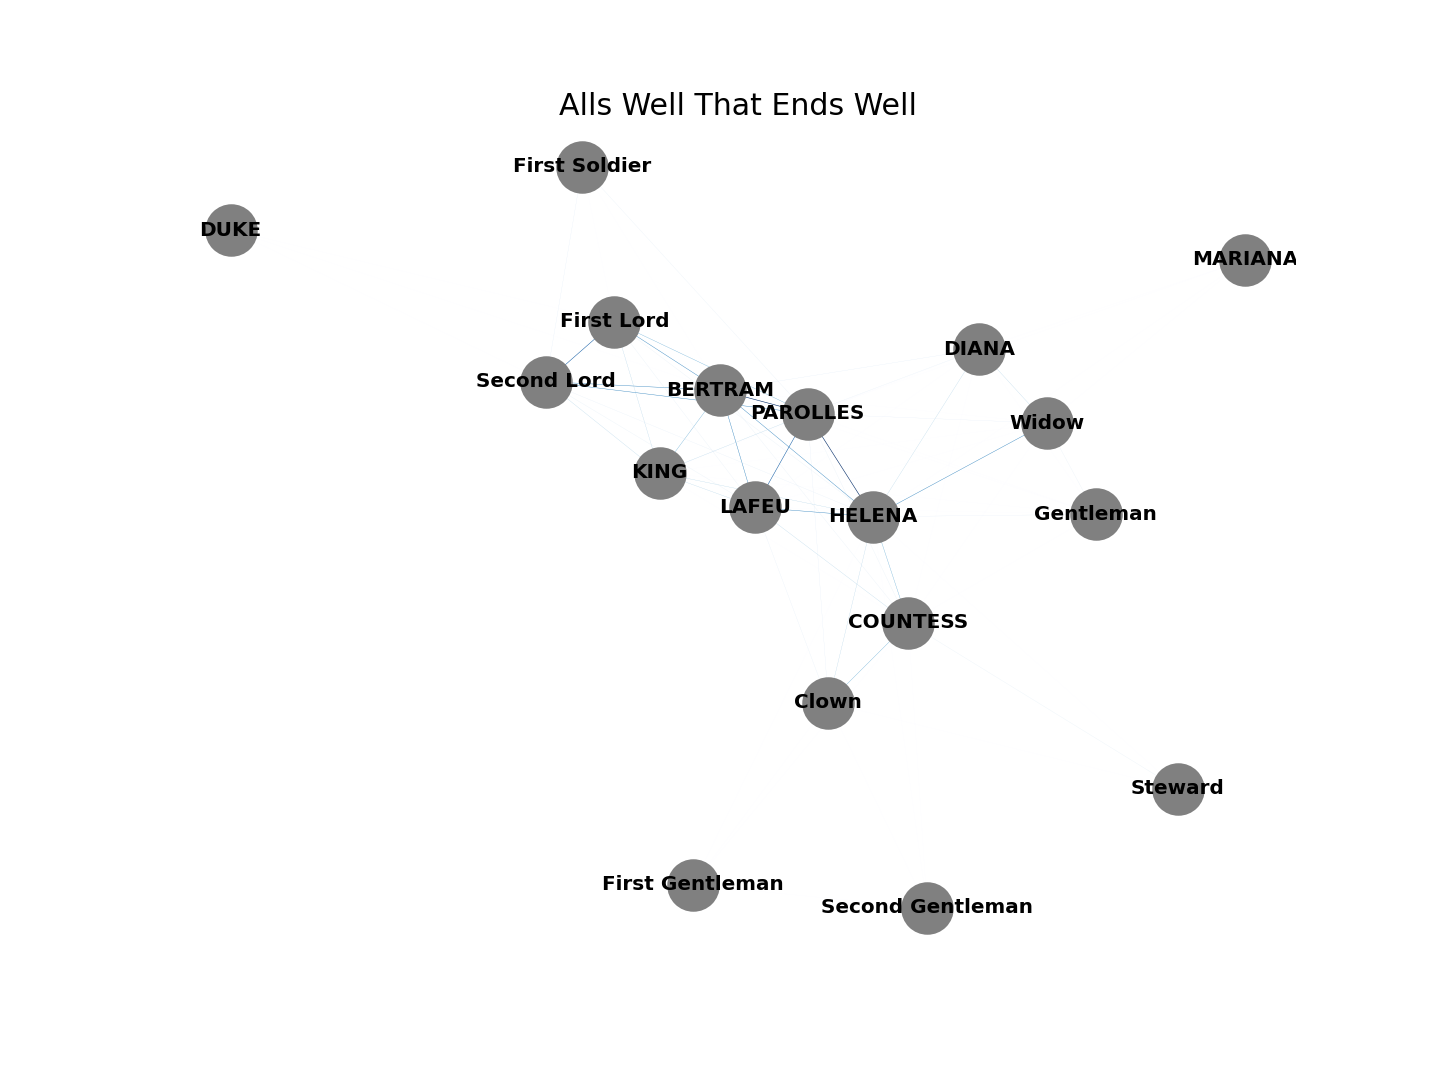 Alls Well That Ends Well
First Soldier
DUKE
MARIANA
First Lord
DIANA
Second Lord
BERTRAM
PAROLLES
Widow
KING
LAFEU
HELENA
Gentleman
COUNTESS
Clown
Steward
First Gentleman
Second Gentleman